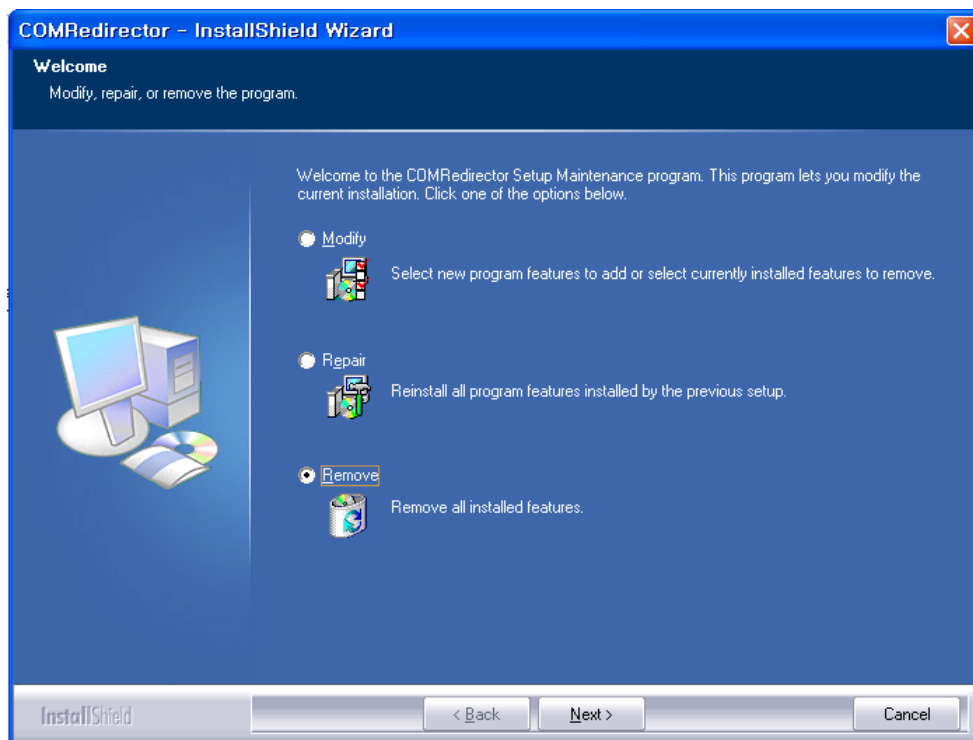 COMRedirector - InstallShield Wizard
Welcome
Modify, repair, or remove the program.
Welcome to the COMRedirector Setup Maintenance program. This program lets you modify the
current installation. Click one of the options below.
Modify
Select new program features to add or select currently installed features to remove.
Repair
Reinstall all program features installed by the previous setup.
Remove
Remove all installed features.
InstallShield
< Back
Next >
Cancel